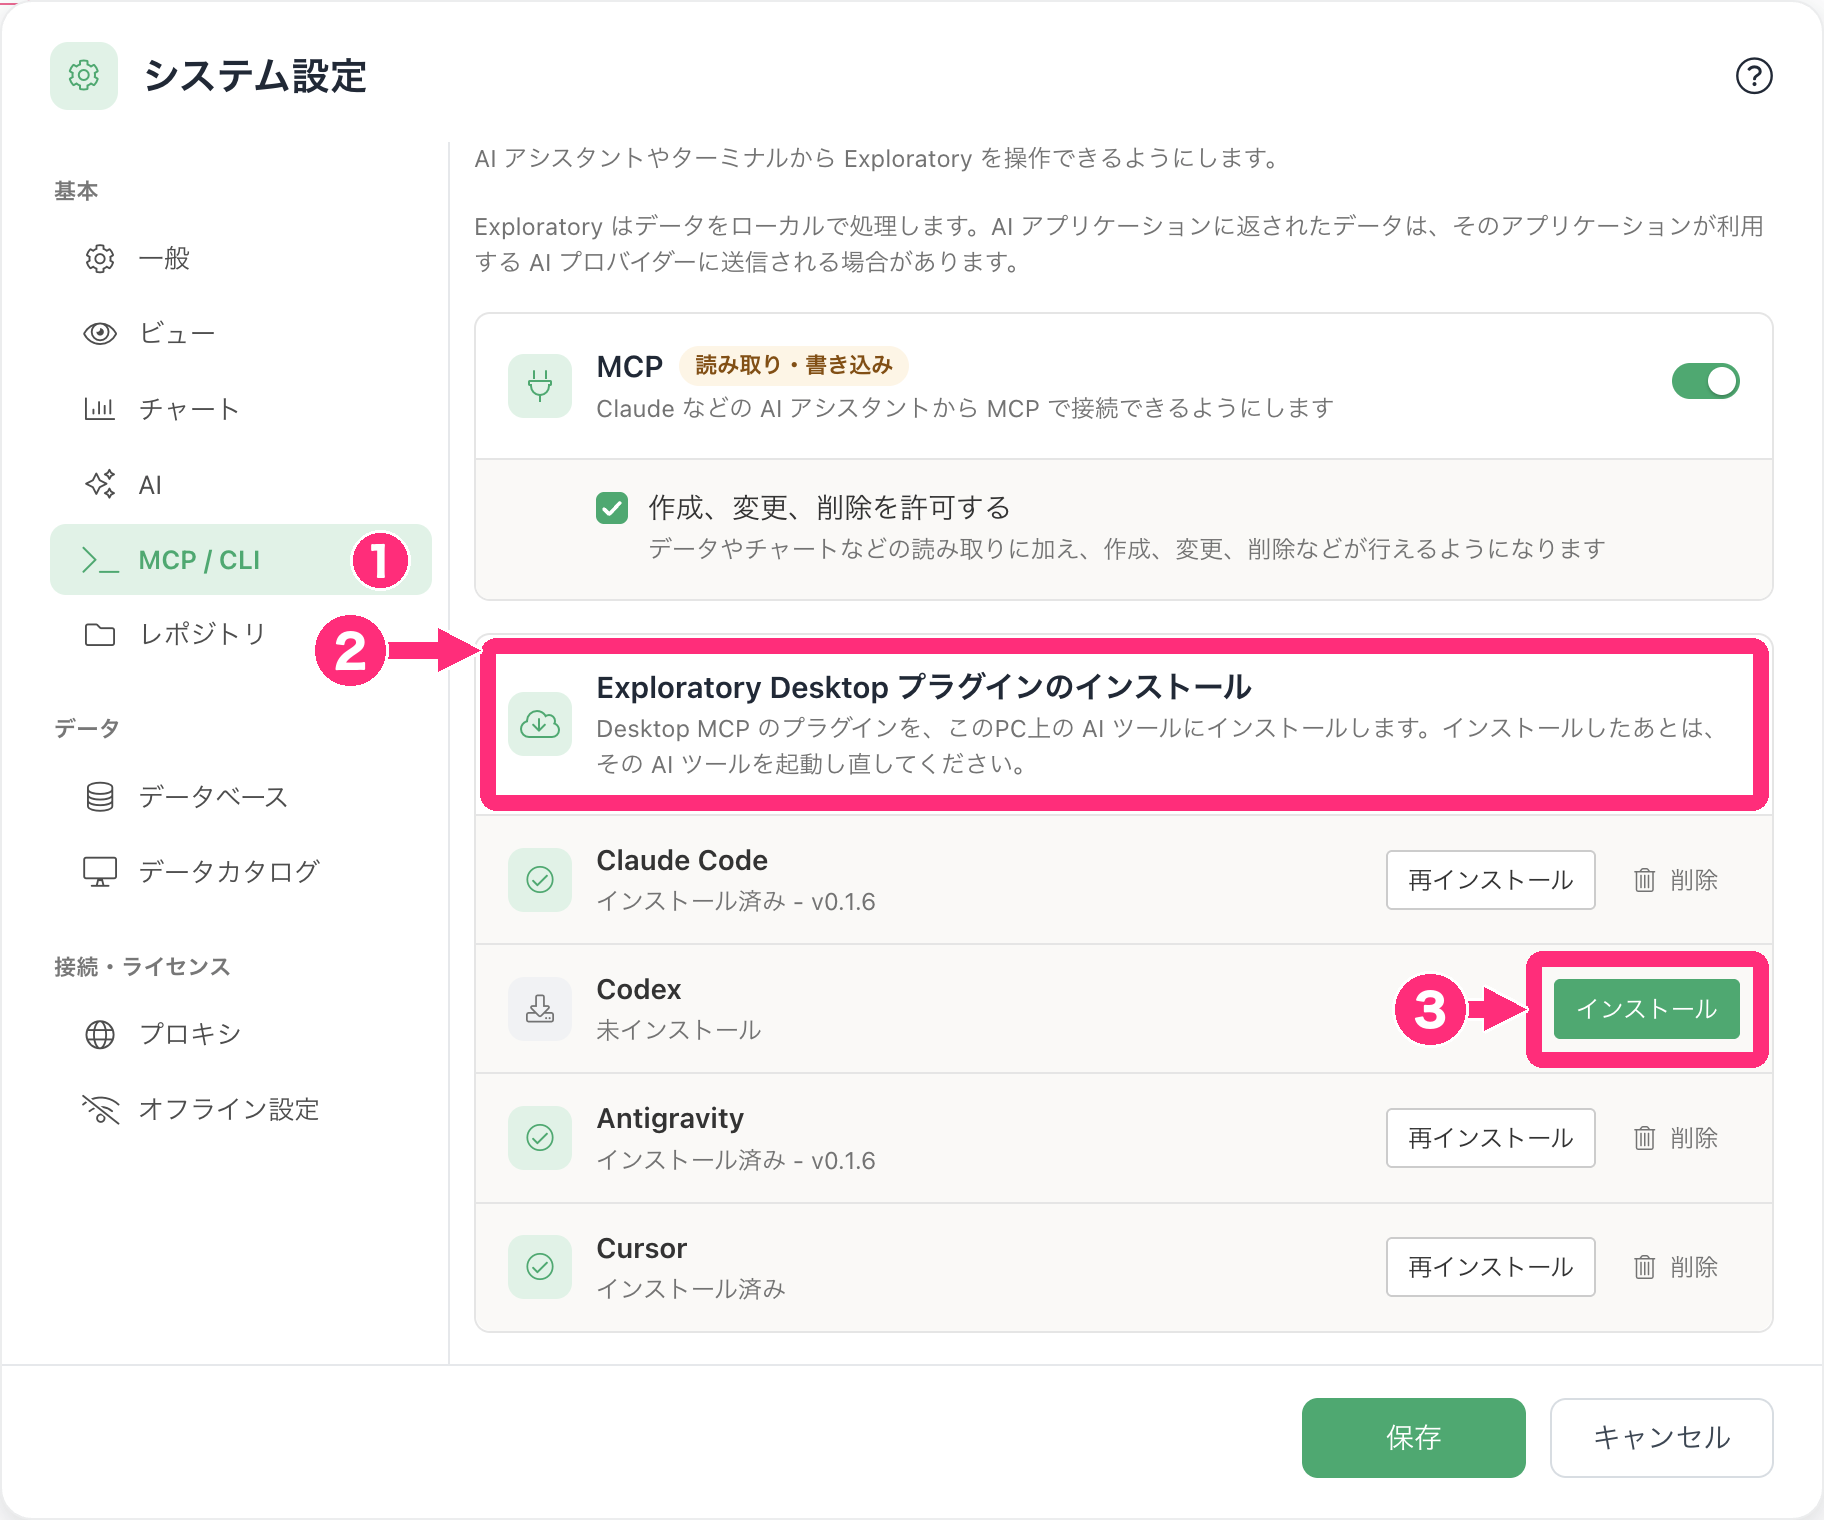 システム設定
基本
一般
ビュー
チャート
AI
MCP / CLI
1
レポジトリ
2
データ
データベース
データカタログ
接続・ライセンス
プロキシ
オフライン設定
AI アシスタントやターミナルから Exploratory を操作できるようにします。
Exploratory はデータをローカルで処理します。AI アプリケーションに返されたデータは、そのアプリケーションが利用
する AI プロバイダーに送信される場合があります。
MCP 読み取り・書き込み
Claude などの AI アシスタントから MCP で接続できるようにします
作成、変更、削除を許可する
データやチャートなどの読み取りに加え、作成、変更、削除などが行えるようになります
Exploratory Desktop プラグインのインストール
Desktop MCP のプラグインを、このPC上の AI ツールにインストールします。インストールしたあとは、
その AI ツールを起動し直してください。
Claude Code
インストール済み - v0.1.6
再インストール
削除
Codex
未インストール
3
インストール
Antigravity
インストール済み - v0.1.6
再インストール
削除
Cursor
インストール済み
再インストール
削除
保存
キャンセル